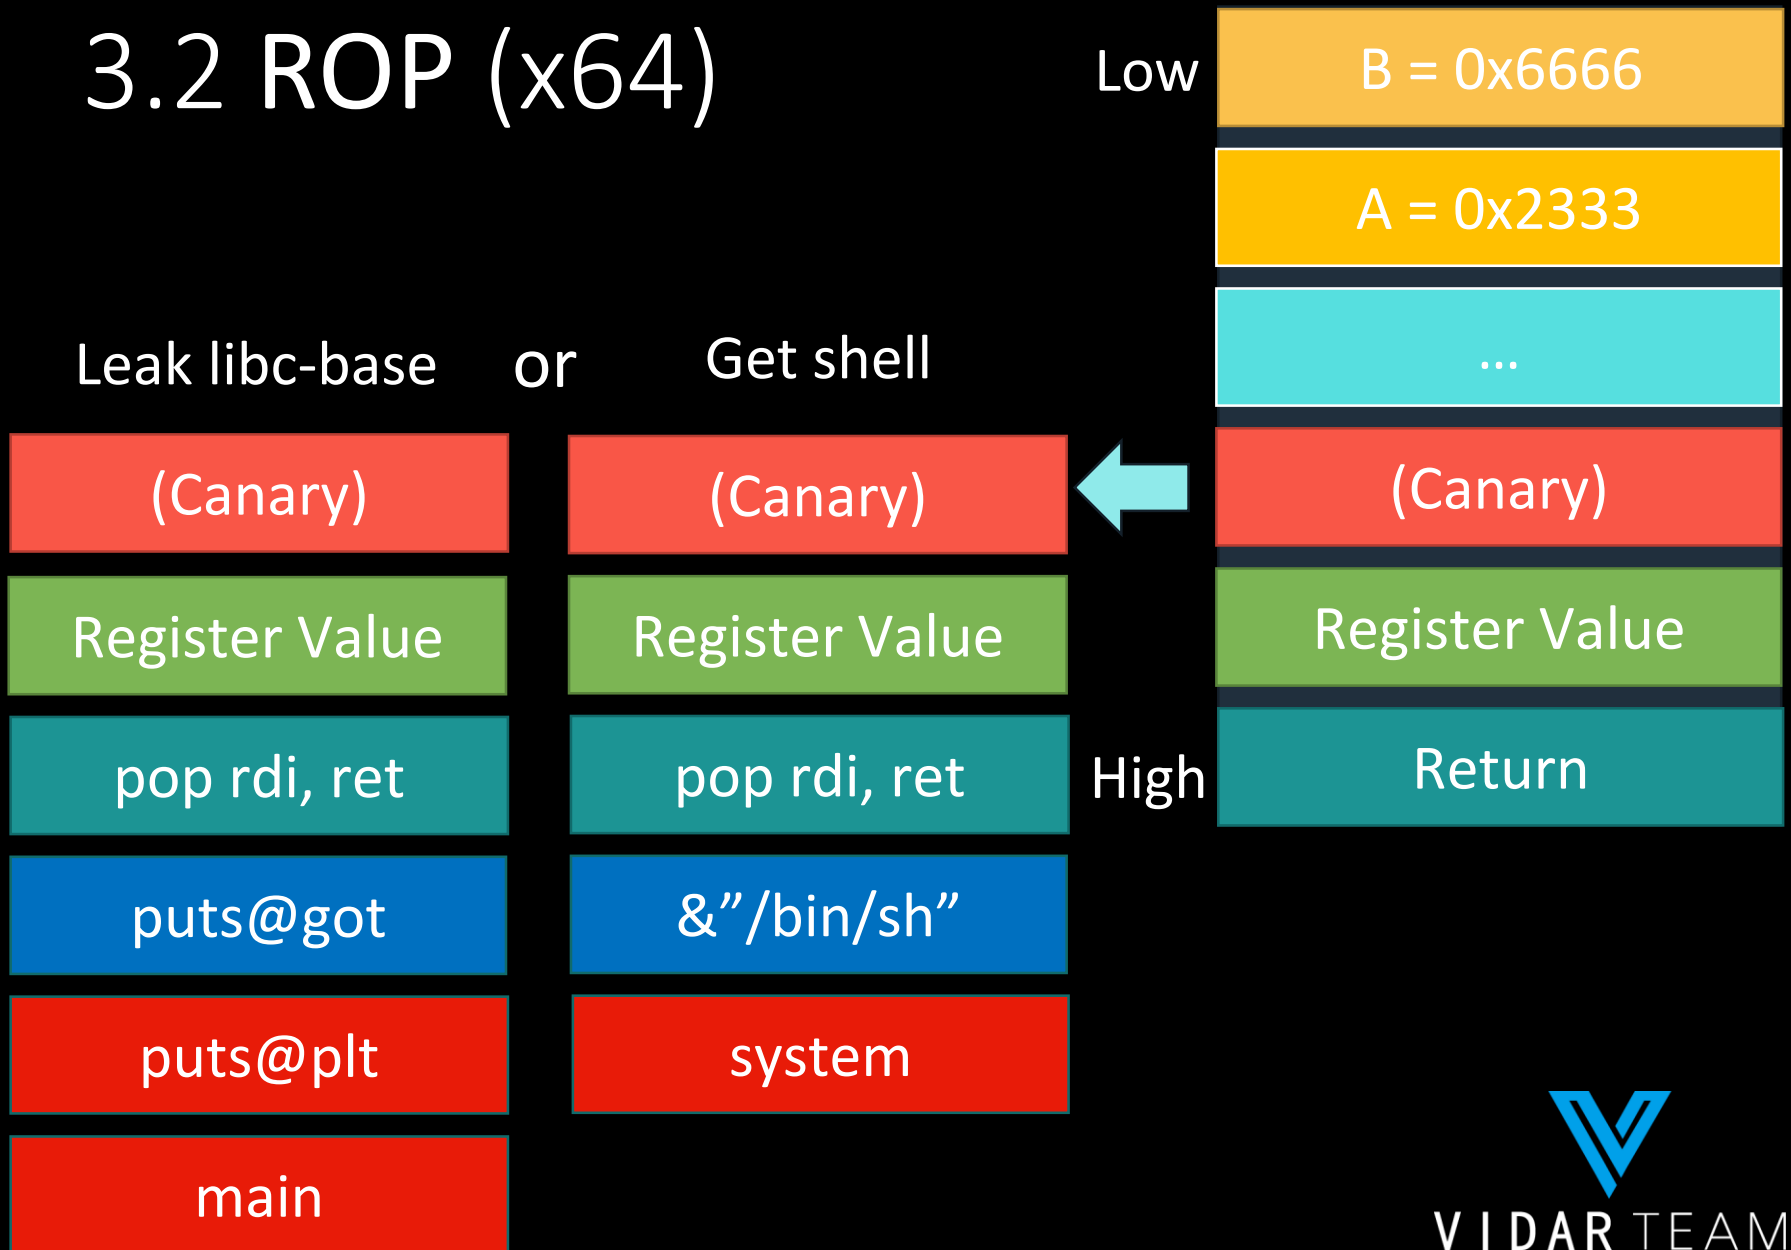 3.2 ROP (x64)
Low
B = 0x6666
A = 0x2333
...
(Canary)
Register Value
High
Return
Leak libc-base
or
Get shell
(Canary)
Register Value
pop rdi, ret
puts@got
puts@plt
main
(Canary)
Register Value
pop rdi, ret
&”/bin/sh”
system
VIDAR TEAM